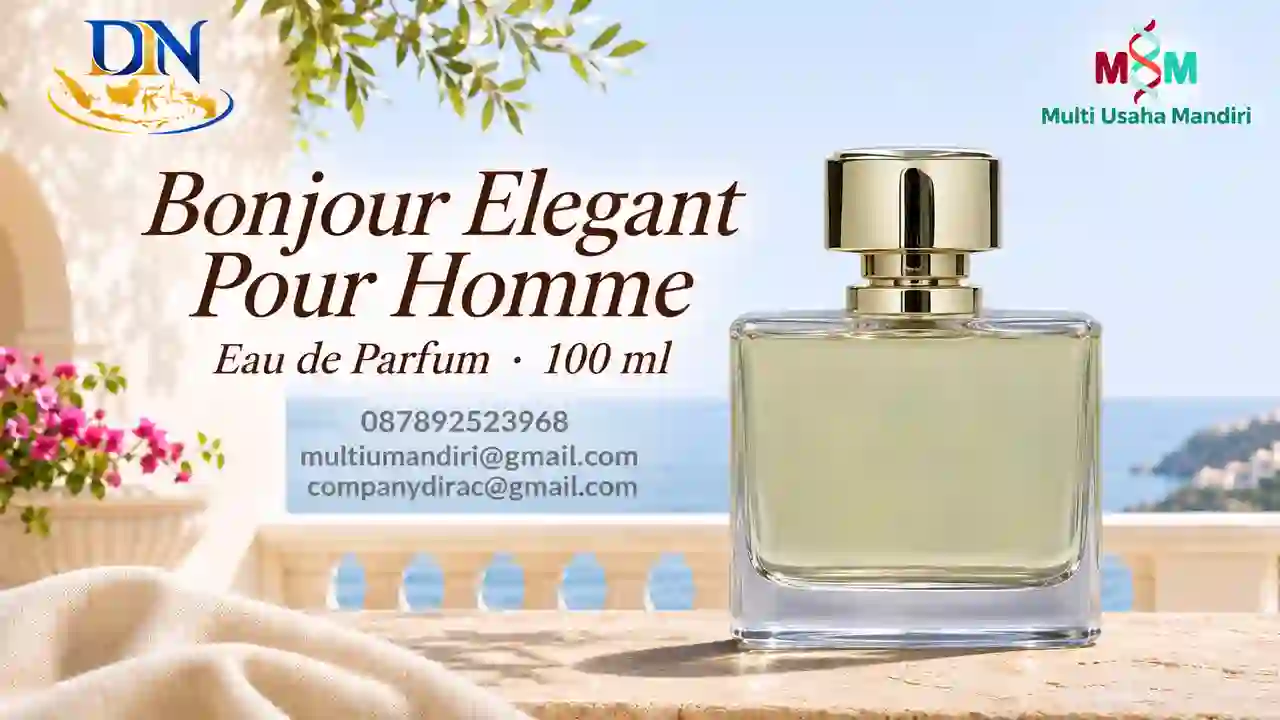 DN
M M
Multi Usaha Mandiri
Bonjour Elegant
Pour Homme
Eau de Parfum · 100 ml
087892523968
multiumandiri@gmail.com
companydirac@gmail.com